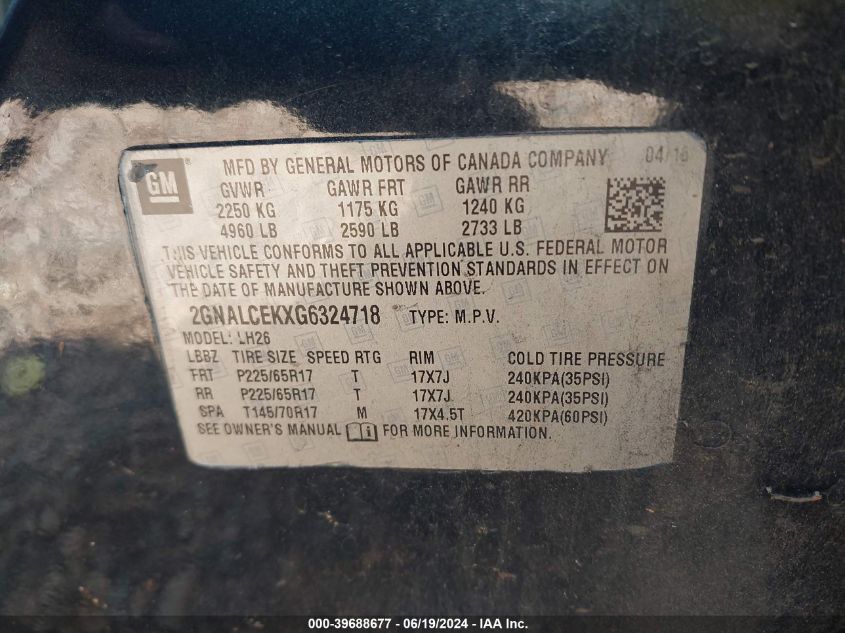 GM MFD BY GENERAL MOTORS OF CANADA COMPANY 04/16
GVWR GAWR FRT GAWR RR
2250 KG 1175 KG 1240 KG
4960 LB 2590 LB 2733 LB
THIS VEHICLE CONFORMS TO ALL APPLICABLE U.S. FEDERAL MOTOR
VEHICLE SAFETY AND THEFT PREVENTION STANDARDS IN EFFECT ON
THE DATE OF MANUFACTURE SHOWN ABOVE.
2GNALCEKXG6324718 TYPE: M.P.V.
MODEL: LH26
LBBZ TIRE SIZE SPEED RTG RIM COLD TIRE PRESSURE
FRT P225/65R17 T 17X7J 240KPA(35PSI)
RR P225/65R17 T 17X7J 240KPA(35PSI)
SPA T145/70R17 M 17X4.5T 420KPA(60PSI)
SEE OWNER'S MANUAL FOR MORE INFORMATION.
000-39688677 - 06/19/2024 - IAA Inc.